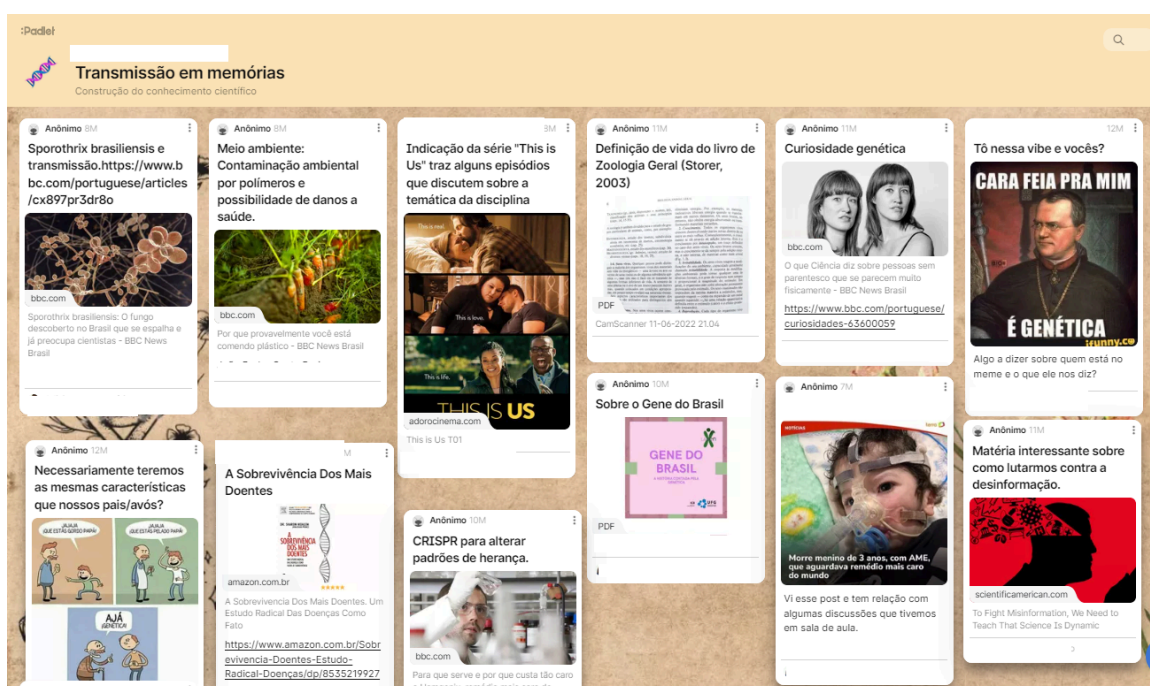 :Padlet
Transmissão em memórias
Construção do conhecimento científico
Anônimo 8M
Sporothrix brasiliensis e
transmissão.https://www.b
bc.com/portuguese/articles
/cx897pr3dr8o
bbc.com
Sporothrix brasiliensis: O fungo
descoberto no Brasil que se espalha e
já preocupa cientistas - BBC News
Brasil
Anônimo 8M
Meio ambiente:
Contaminação ambiental
por polímeros e
possibilidade de danos a
saúde.
bbc.com
Por que provavelmente você está
comendo plástico - BBC News Brasil
8M
Indicação da série "This is
Us" traz alguns episódios
que discutem sobre a
temática da disciplina
This is real.
This is love.
This is life.
THIS IS US
adorocinema.com
This is Us T01
Anônimo 11M
Definição de vida do livro de
Zoologia Geral (Storer,
2003)
PDF
CamScanner 11-06-2022 21.04
Anônimo 11M
Curiosidade genética
bbc.com
O que Ciência diz sobre pessoas sem
parentesco que se parecem muito
fisicamente - BBC News Brasil
https://www.bbc.com/portuguese/
curiosidades-63600059
12M
Tô nessa vibe e vocês?
CARA FEIA PRA MIM
É GENÉTICA
ifunny.co
Algo a dizer sobre quem está no
meme e o que ele nos diz?
Anônimo 12M
Necessariamente teremos
as mesmas características
que nossos pais/avós?
JAJAJA
¡QUE ESTÁS GORDO PAPÁ!
JAJAJA
¡QUE ESTÁS PELADO PAPÁ!
AJÁ
¡GENÉTICA!
M
A Sobrevivência Dos Mais
Doentes
A
SOBREVIVÊNCIA
DOS MAIS
DOENTES
amazon.com.br
A Sobrevivencia Dos Mais Doentes. Um
Estudo Radical Das Doenças Como
Fato
https://www.amazon.com.br/Sobr
evivencia-Doentes-Estudo-
Radical-Doenças/dp/8535219927
Anônimo 10M
CRISPR para alterar
padrões de herança.
bbc.com
Para que serve e por que custa tão caro
Anônimo 10M
Sobre o Gene do Brasil
GENE DO
BRASIL
PDF
Anônimo 7M
NOTÍCIAS
Morre menino de 3 anos, com AME,
que aguardava remédio mais caro
do mundo
Vi esse post e tem relação com
algumas discussões que tivemos
em sala de aula.
Anônimo 11M
Matéria interessante sobre
como lutarmos contra a
desinformação.
scientificamerican.com
To Fight Misinformation, We Need to
Teach That Science Is Dynamic